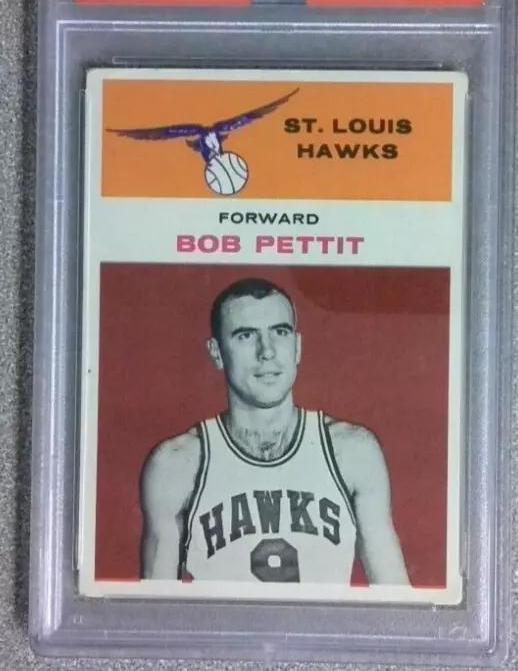 ST. LOUIS
HAWKS
FORWARD
BOB PETTIT
HAWKS
9